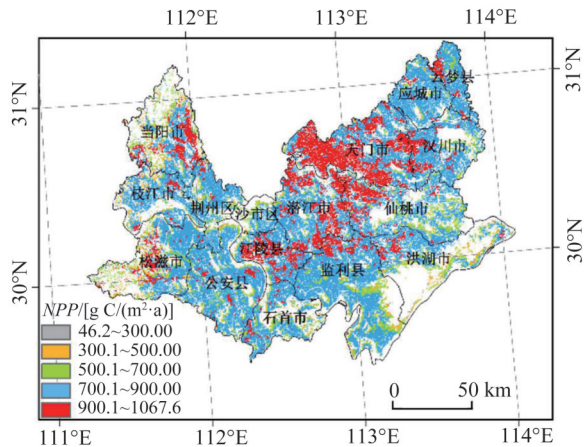 112°E
113°E
114°E
31°N
31°N
云梦县
应城市
当阳市
天门市
汉川市
枝江市
荆州区
沙市区
潜江市
仙桃市
30°N
松滋市
江陵县
公安县
监利县
洪湖市
30°N
石首市
NPP/[g C/(m²·a)]
46.2~300.00
300.1~500.00
500.1~700.00
700.1~900.00
900.1~1067.6
0 50 km
111°E
112°E
113°E
114°E